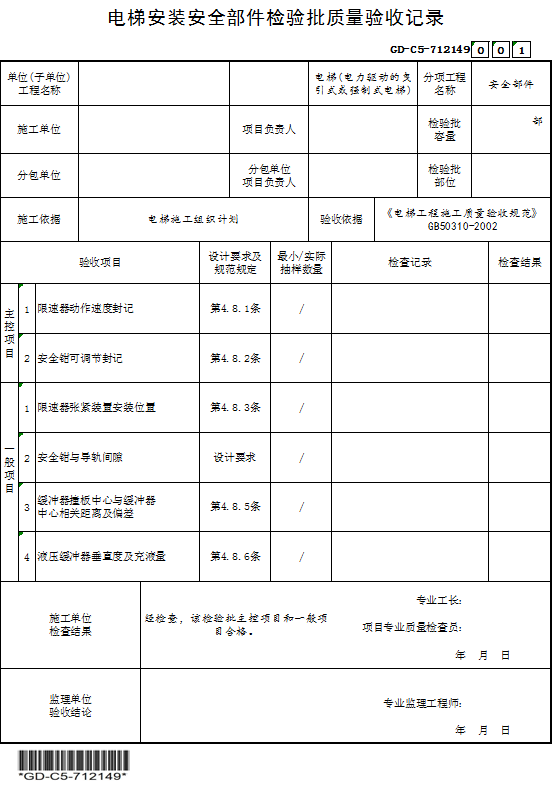 电梯安装安全部件检验批质量验收记录
GD-C5-712149 0 0 1
单位(子单位)
工程名称
电梯(电力驱动的曳
引式或强制式电梯)
分项工程
名称
安全部件
施工单位
项目负责人
检验批
容量
部
分包单位
分包单位
项目负责人
检验批
部位
施工依据
电梯施工组织计划
验收依据
《电梯工程施工质量验收规范》
GB50310-2002
验收项目
设计要求及
规范规定
最小/实际
抽样数量
检查记录
检查结果
主
控
项
目
1 限速器动作速度封记 第4.8.1条 /
2 安全钳可调节封记 第4.8.2条 /
一
般
项
目
1 限速器张紧装置安装位置 第4.8.3条 /
2 安全钳与导轨间隙 设计要求 /
3 缓冲器撞板中心与缓冲器
中心相关距离及偏差 第4.8.5条 /
4 液压缓冲器垂直度及充液量 第4.8.6条 /
施工单位
检查结果
经检查，该检验批主控项目和一般项
目合格。
专业工长:
项目专业质量检查员:
年 月 日
监理单位
验收结论
专业监理工程师:
年 月 日
*GD-C5-712149*